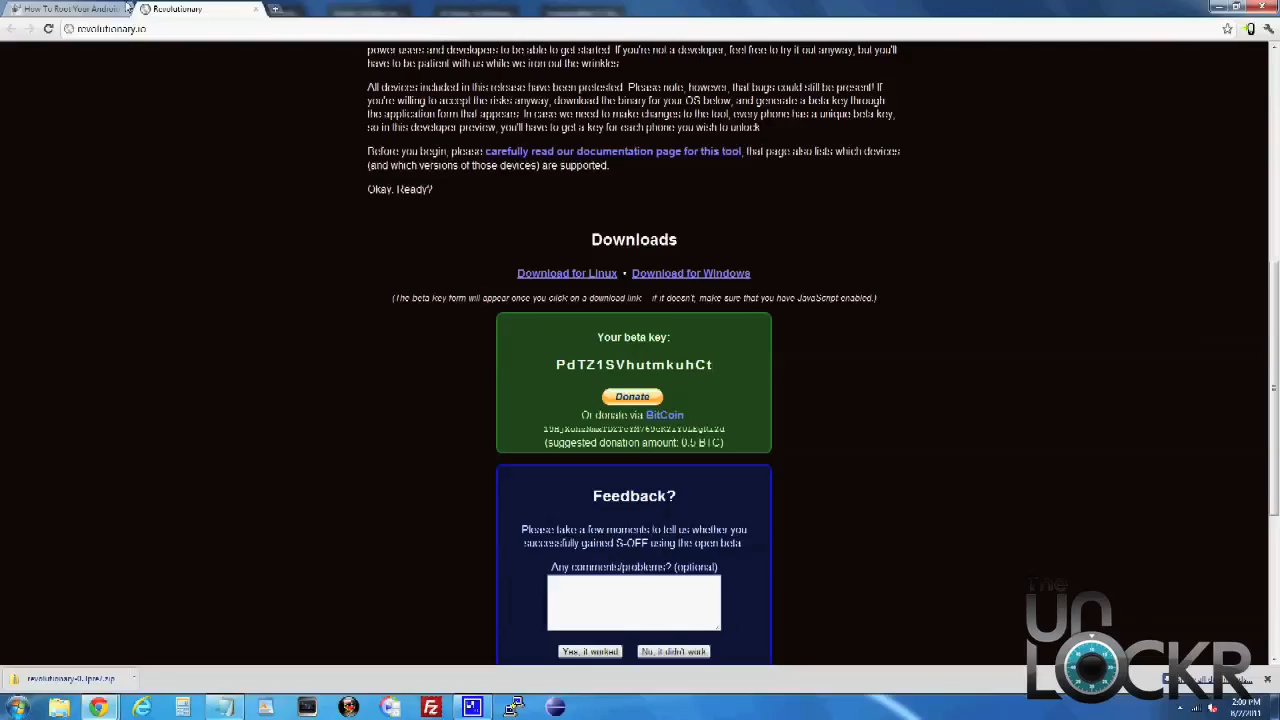 How To Root Your Android
Revolutionary
revolutionary.io
power users and developers to be able to get started. If you're not a developer, feel free to try it out anyway, but you'll
have to be patient with us while we iron out the wrinkles.
All devices included in this release have been pretested. Please note, however, that bugs could still be present! If
you're willing to accept the risks anyway, download the binary for your OS below, and generate a beta key through
the application form that appears. In case we need to make changes to the tool, every phone has a unique beta key,
so in this developer preview, you'll have to get a key for each phone you wish to unlock.
Before you begin, please carefully read our documentation page for this tool, that page also lists which devices
(and which versions of those devices) are supported.
Okay. Ready?
Downloads
Download for Linux • Download for Windows
(The beta key form will appear once you click on a download link - if it doesn't, make sure that you have JavaScript enabled.)
Your beta key:
PdTZ1SVhutmkuhCt
Donate
Or donate via BitCoin
(suggested donation amount: 0.5 BTC)
Feedback?
Please take a few moments to tell us whether you
successfully gained S-OFF using the open beta.
Any comments/problems? (optional)
Yes, it worked No, it didn't work
The
UnLOCKR
revolutionary-0.1pre7.zip
2:00 PM
8/2/2011